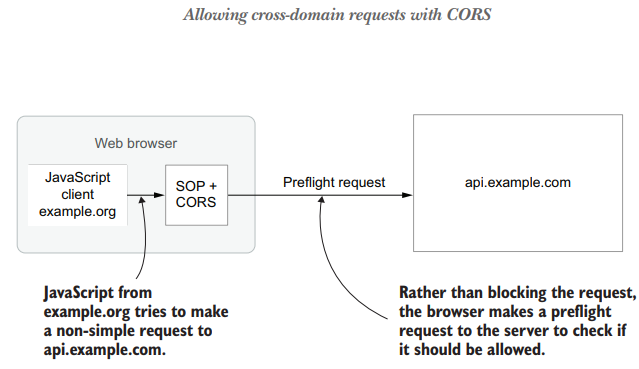 Allowing cross-domain requests with CORS
Web browser
JavaScript
client
example.org
SOP +
CORS
Preflight request
api.example.com
JavaScript from
example.org tries to make
a non-simple request to
api.example.com.
Rather than blocking the request,
the browser makes a preflight
request to the server to check if
it should be allowed.